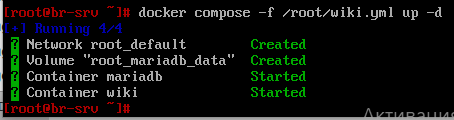 [root@br-srv ~]# docker compose -f /root/wiki.yml up -d
[+] Running 4/4
? Network root_default Created
? Volume "root_mariadb_data" Created
? Container mariadb Started
? Container wiki Started
[root@br-srv ~]#
Активация